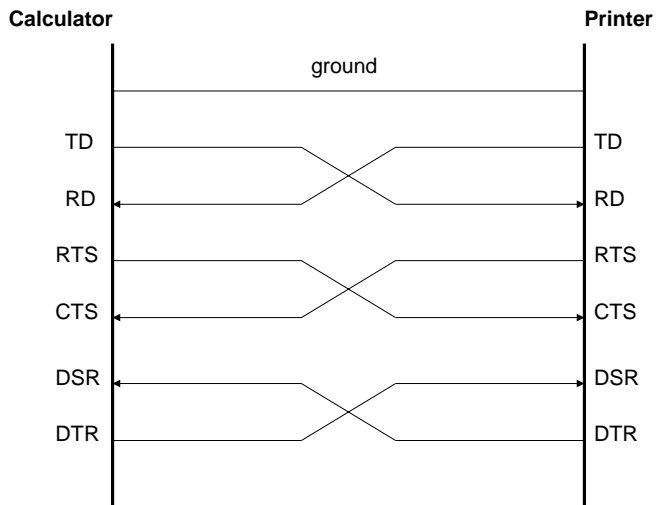 Calculator Printer
ground
TD TD
RD RD
RTS RTS
CTS CTS
DSR DSR
DTR DTR